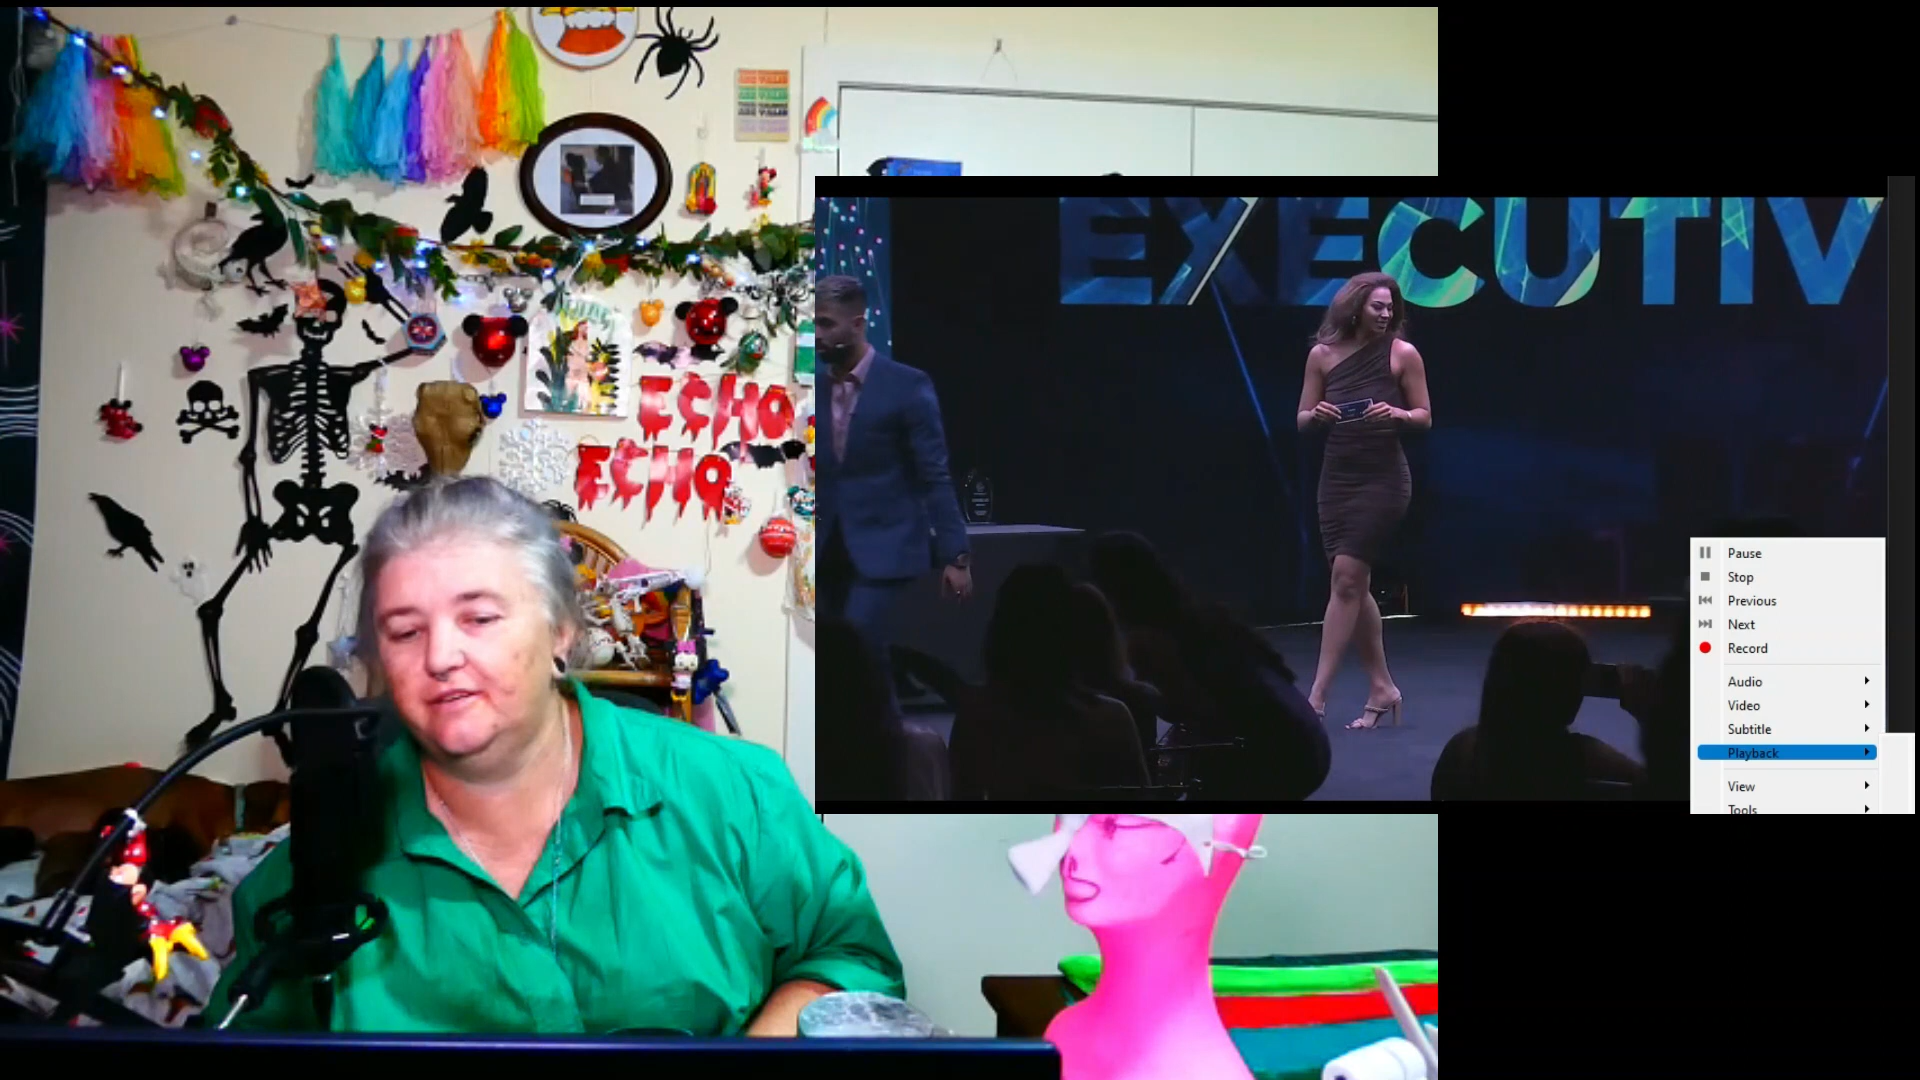 ECHO
ECHO
EXECUTIV
Pause
Stop
Previous
Next
Record
Audio
Video
Subtitle
Playback
View
Tools